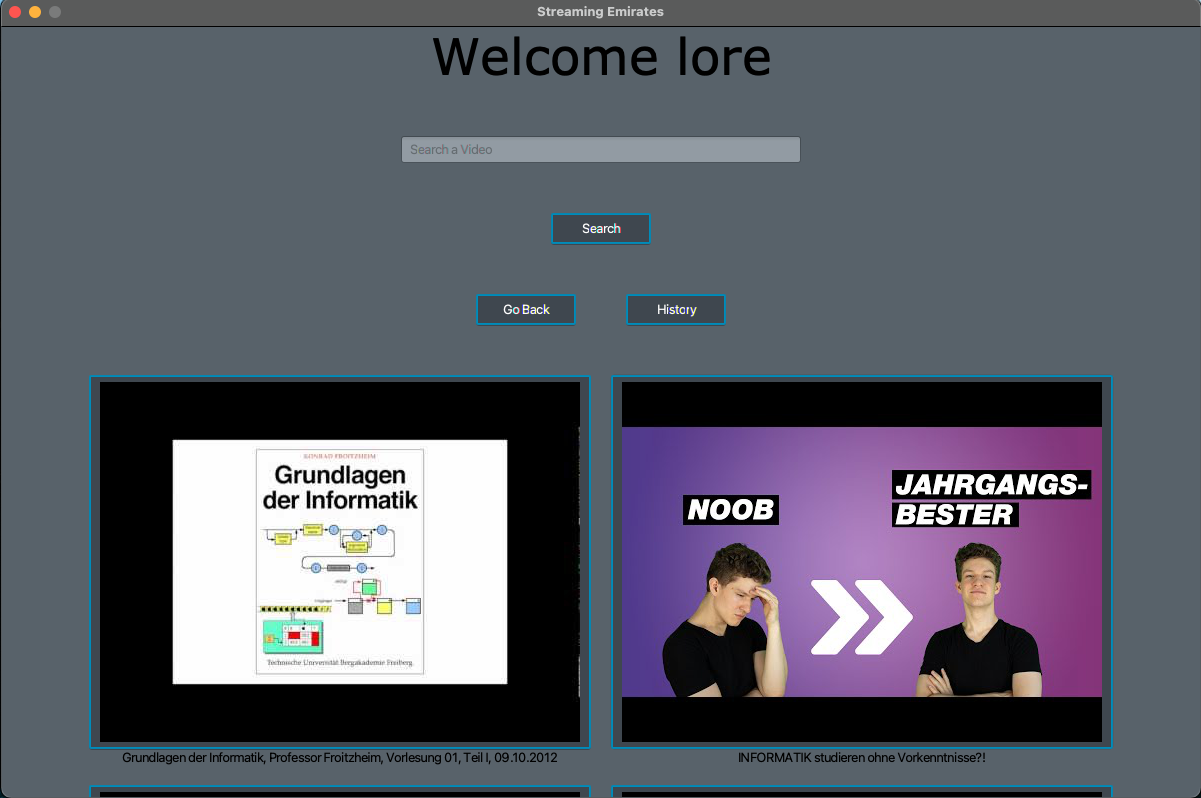 Streaming Emirates
Welcome lore
Search a Video
Search
Go Back
History
KONRAD FROITZHEIM
Grundlagen
der Informatik
Technische Universität Bergakademie Freiberg
NOOB
JAHRGANGS-
BESTER
Grundlagen der Informatik, Professor Froitzheim, Vorlesung 01, Teil I, 09.10.2012
INFORMATIK studieren ohne Vorkenntnisse?!